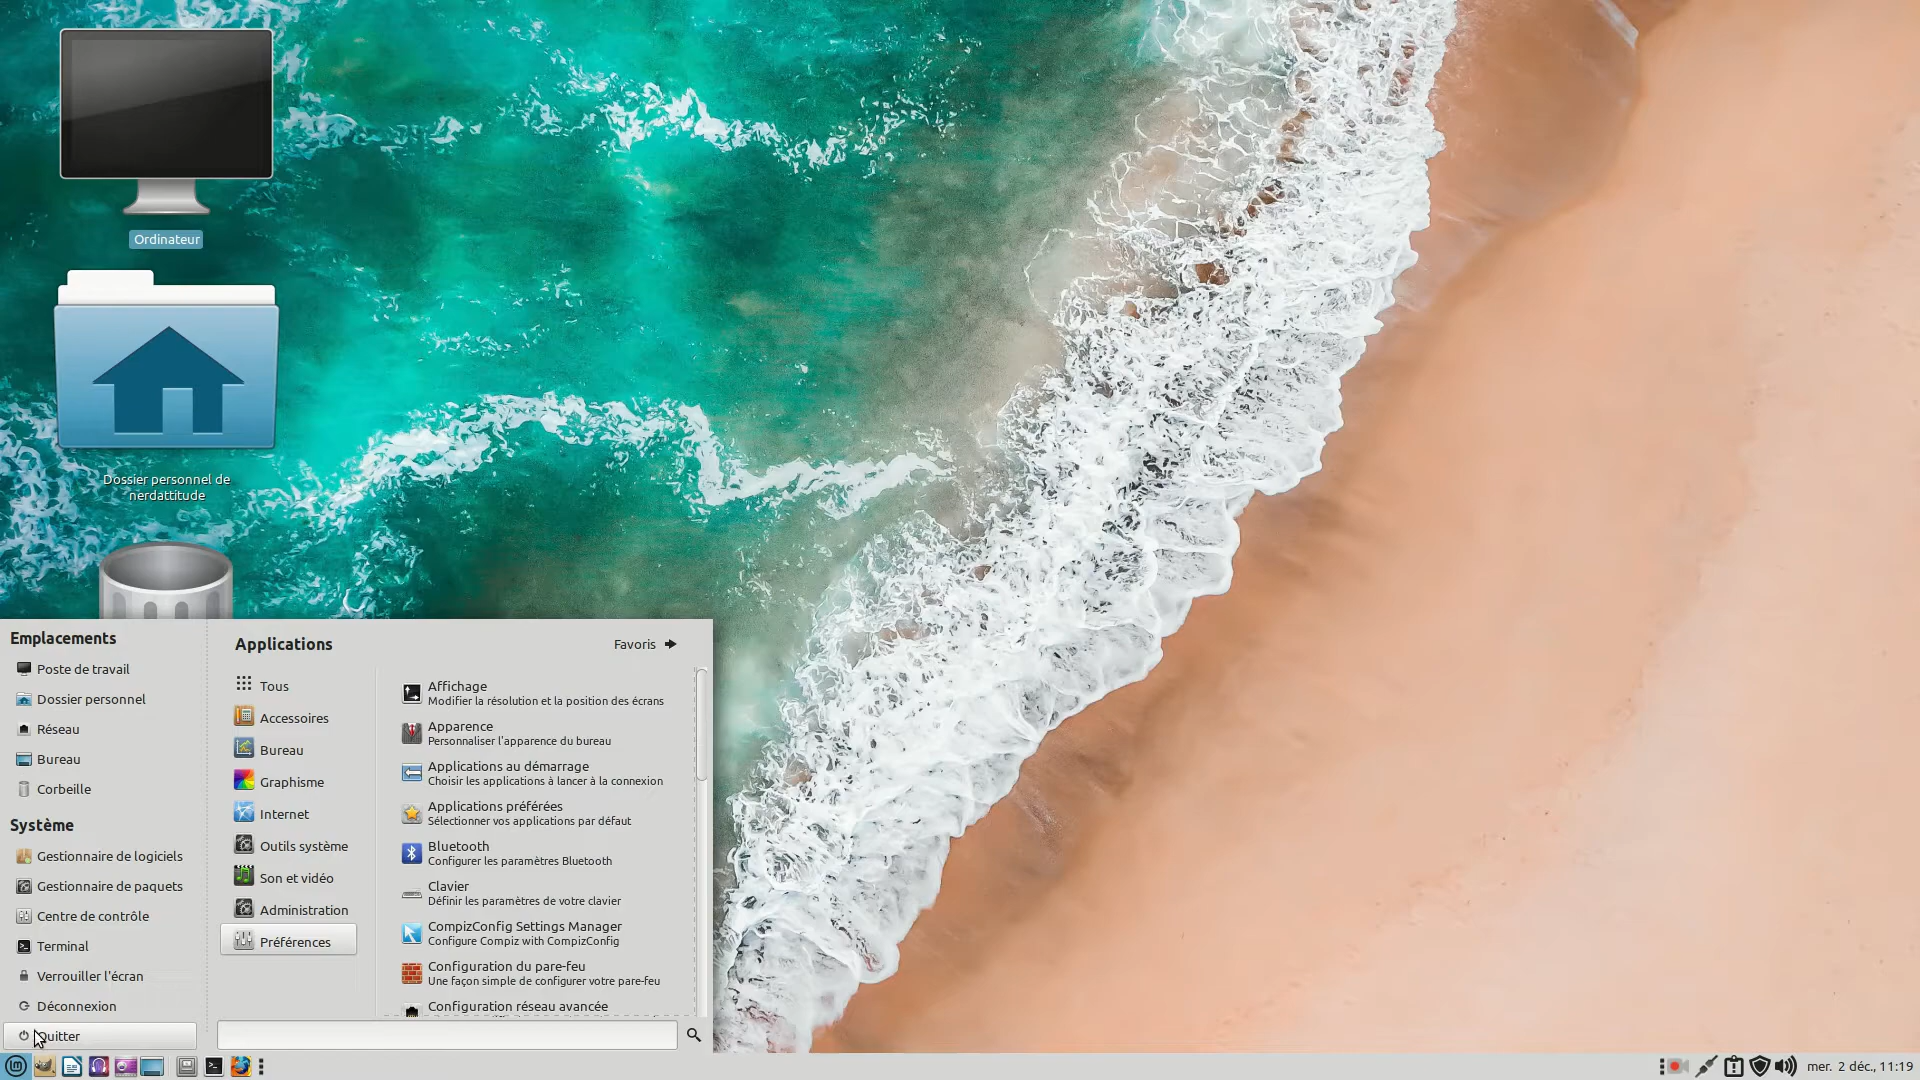 Ordinateur
Dossier personnel de
nerdattitude
Emplacements
Poste de travail
Dossier personnel
Réseau
Bureau
Corbeille
Système
Gestionnaire de logiciels
Gestionnaire de paquets
Centre de contrôle
Terminal
Verrouiller l'écran
Déconnexion
Quitter
Applications
Favoris
Tous
Accessoires
Bureau
Graphisme
Internet
Outils système
Son et vidéo
Administration
Préférences
Affichage
Modifier la résolution et la position des écrans
Apparence
Personnaliser l'apparence du bureau
Applications au démarrage
Choisir les applications à lancer à la connexion
Applications préférées
Sélectionner vos applications par défaut
Bluetooth
Configurer les paramètres Bluetooth
Clavier
Définir les paramètres de votre clavier
CompizConfig Settings Manager
Configure Compiz with CompizConfig
Configuration du pare-feu
Une façon simple de configurer votre pare-feu
Configuration réseau avancée
mer. 2 déc., 11:19